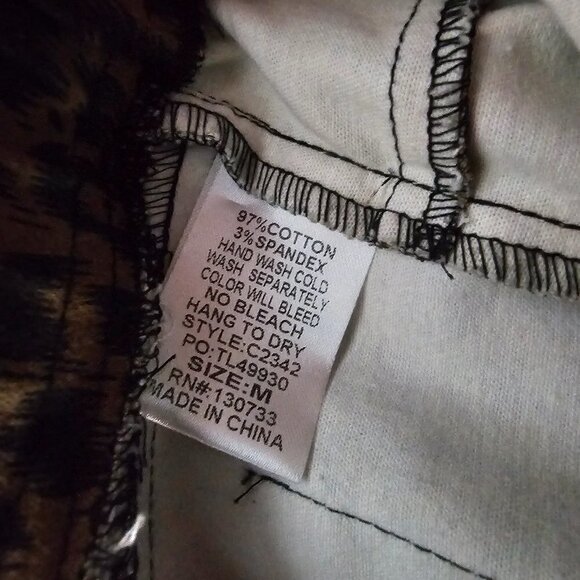 97%COTTON
3%SPANDEX
HAND WASH COLD
WASH SEPARATELY
COLOR WILL BLEED
NO BLEACH
HANG TO DRY
STYLE:C2342
PO:TL49930
SIZE:M
RN#:130733
MADE IN CHINA